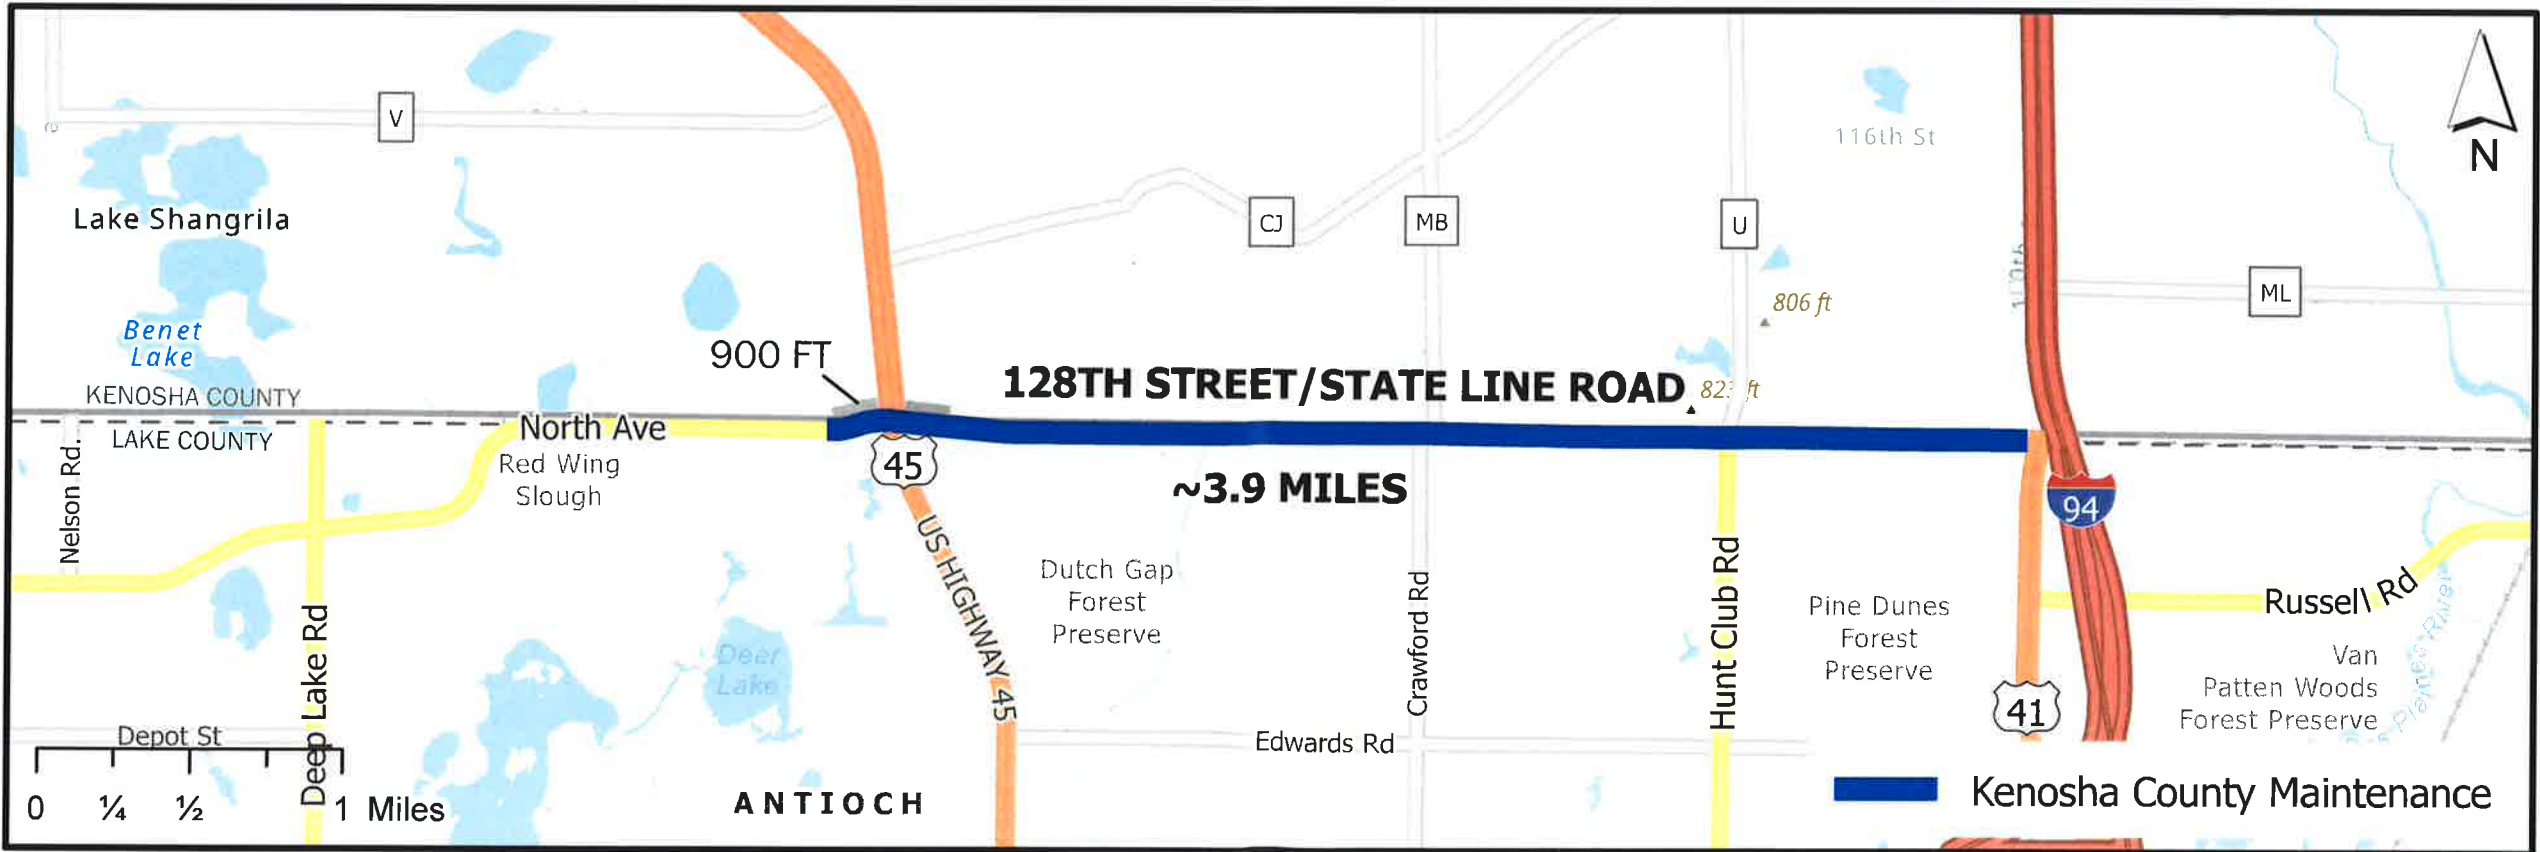 V
116th St
N
Lake Shangrila
CJ
MB
U
110th
ML
806 ft
Benet
Lake
900 FT
128TH STREET/STATE LINE ROAD
KENOSHA COUNTY
North Ave
LAKE COUNTY
Nelson Rd.
Red Wing
Slough
45
~3.9 MILES
94
US HIGHWAY 45
Dutch Gap
Forest
Preserve
Crawford Rd
Hunt Club Rd
Pine Dunes
Forest
Preserve
Russell Rd
Van
Patten Woods
Forest Preserve
Plaines River
Deer
Lake
Deep Lake Rd
41
Depot St
Edwards Rd
0 ¼ ½ 1 Miles
ANTIOCH
Kenosha County Maintenance